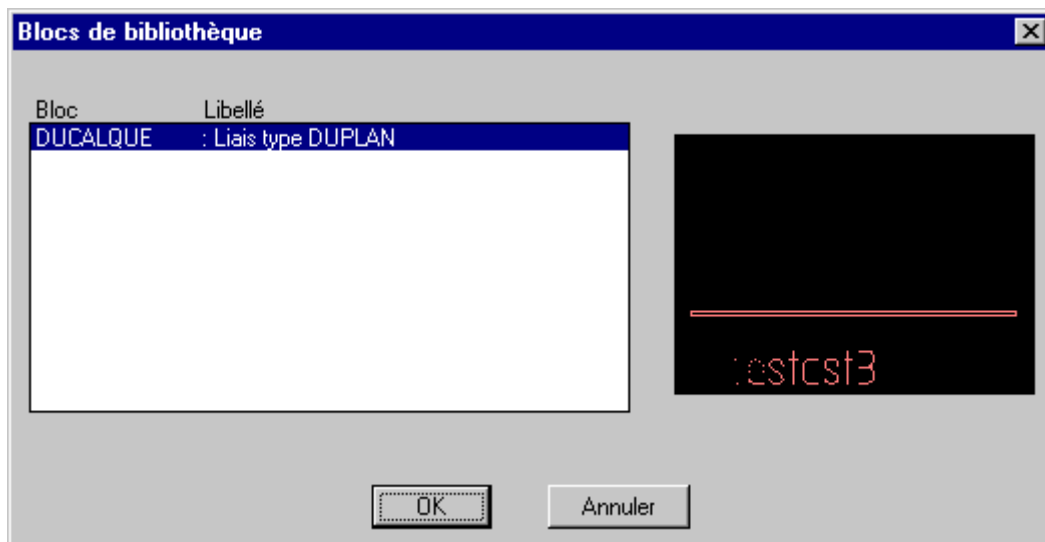 Blocs de bibliothèque
Bloc Libellé
DUCALQUE : Liais type DUPLAN
OK Annuler